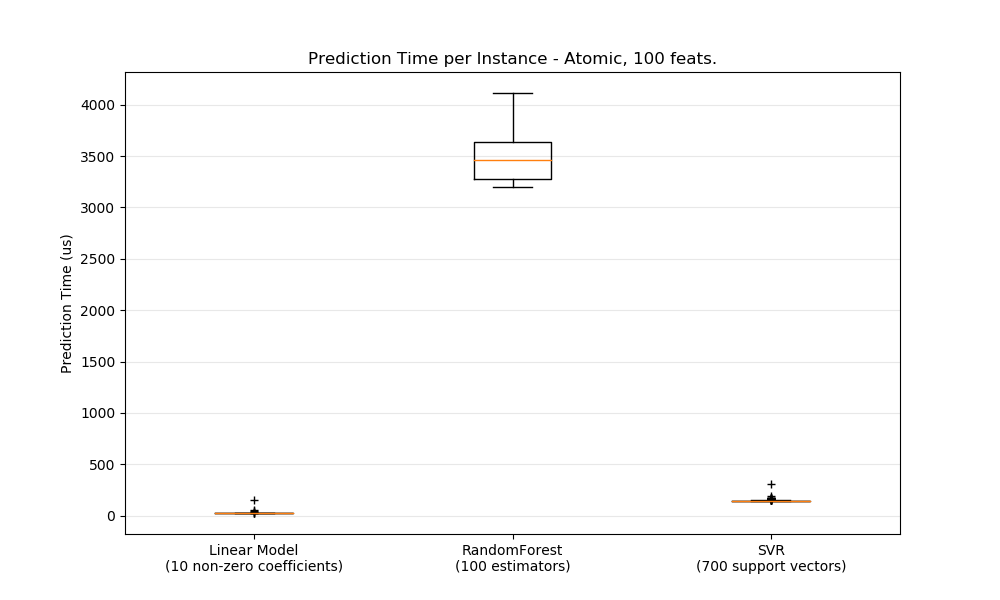 Prediction Time per Instance - Atomic, 100 feats.
Prediction Time (us)
4000
3500
3000
2500
2000
1500
1000
500
0
Linear Model
(10 non-zero coefficients)
RandomForest
(100 estimators)
SVR
(700 support vectors)